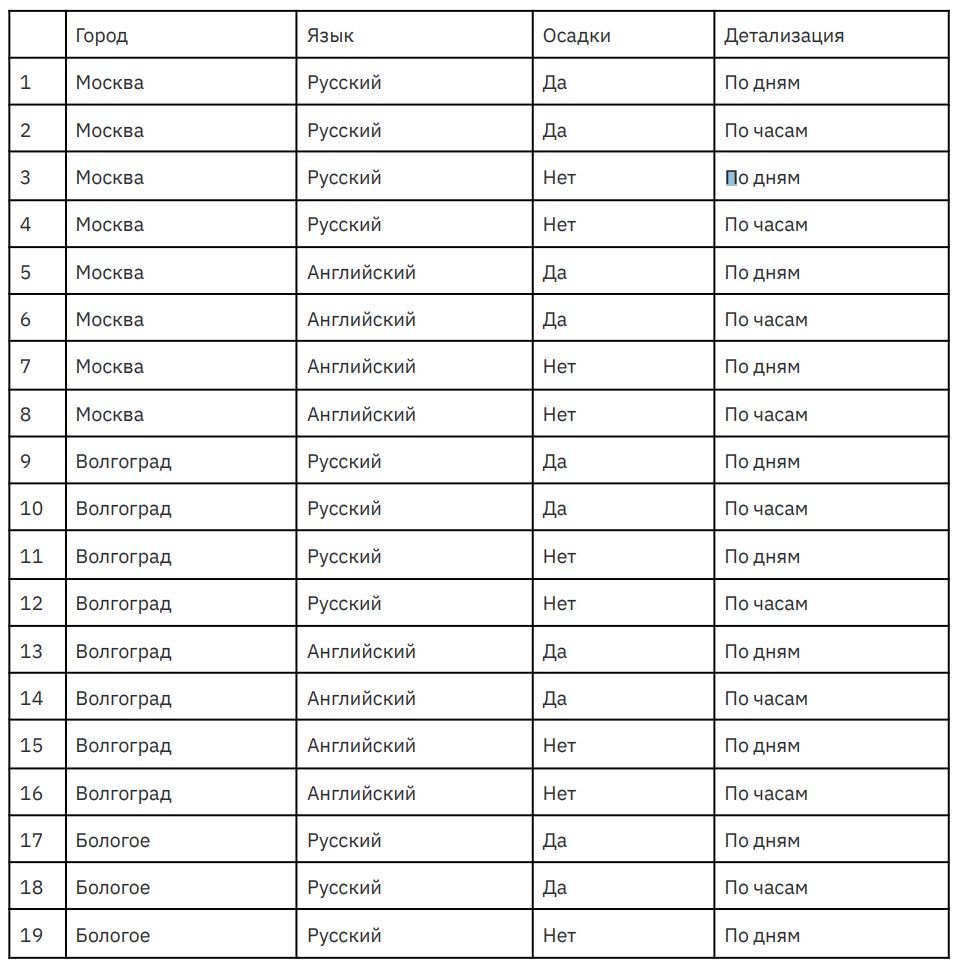 Город Язык Осадки Детализация
1 Москва Русский Да По дням
2 Москва Русский Да По часам
3 Москва Русский Нет По дням
4 Москва Русский Нет По часам
5 Москва Английский Да По дням
6 Москва Английский Да По часам
7 Москва Английский Нет По дням
8 Москва Английский Нет По часам
9 Волгоград Русский Да По дням
10 Волгоград Русский Да По часам
11 Волгоград Русский Нет По дням
12 Волгоград Русский Нет По часам
13 Волгоград Английский Да По дням
14 Волгоград Английский Да По часам
15 Волгоград Английский Нет По дням
16 Волгоград Английский Нет По часам
17 Бологое Русский Да По дням
18 Бологое Русский Да По часам
19 Бологое Русский Нет По дням